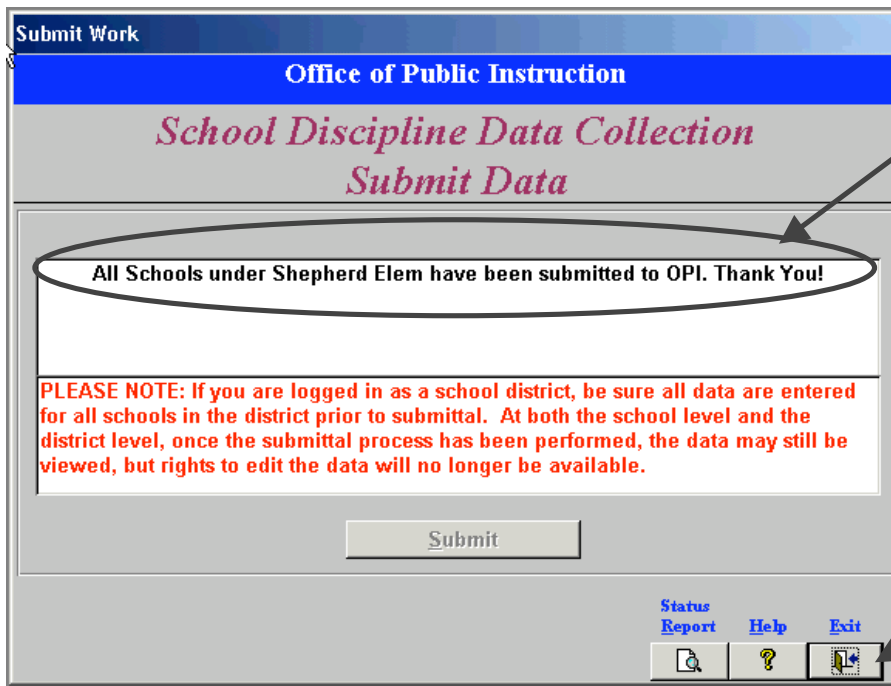 Submit Work
Office of Public Instruction
School Discipline Data Collection
Submit Data
All Schools under Shepherd Elem have been submitted to OPI. Thank You!
PLEASE NOTE: If you are logged in as a school district, be sure all data are entered
for all schools in the district prior to submittal. At both the school level and the
district level, once the submittal process has been performed, the data may still be
viewed, but rights to edit the data will no longer be available.
Submit
Status
Report Help Exit